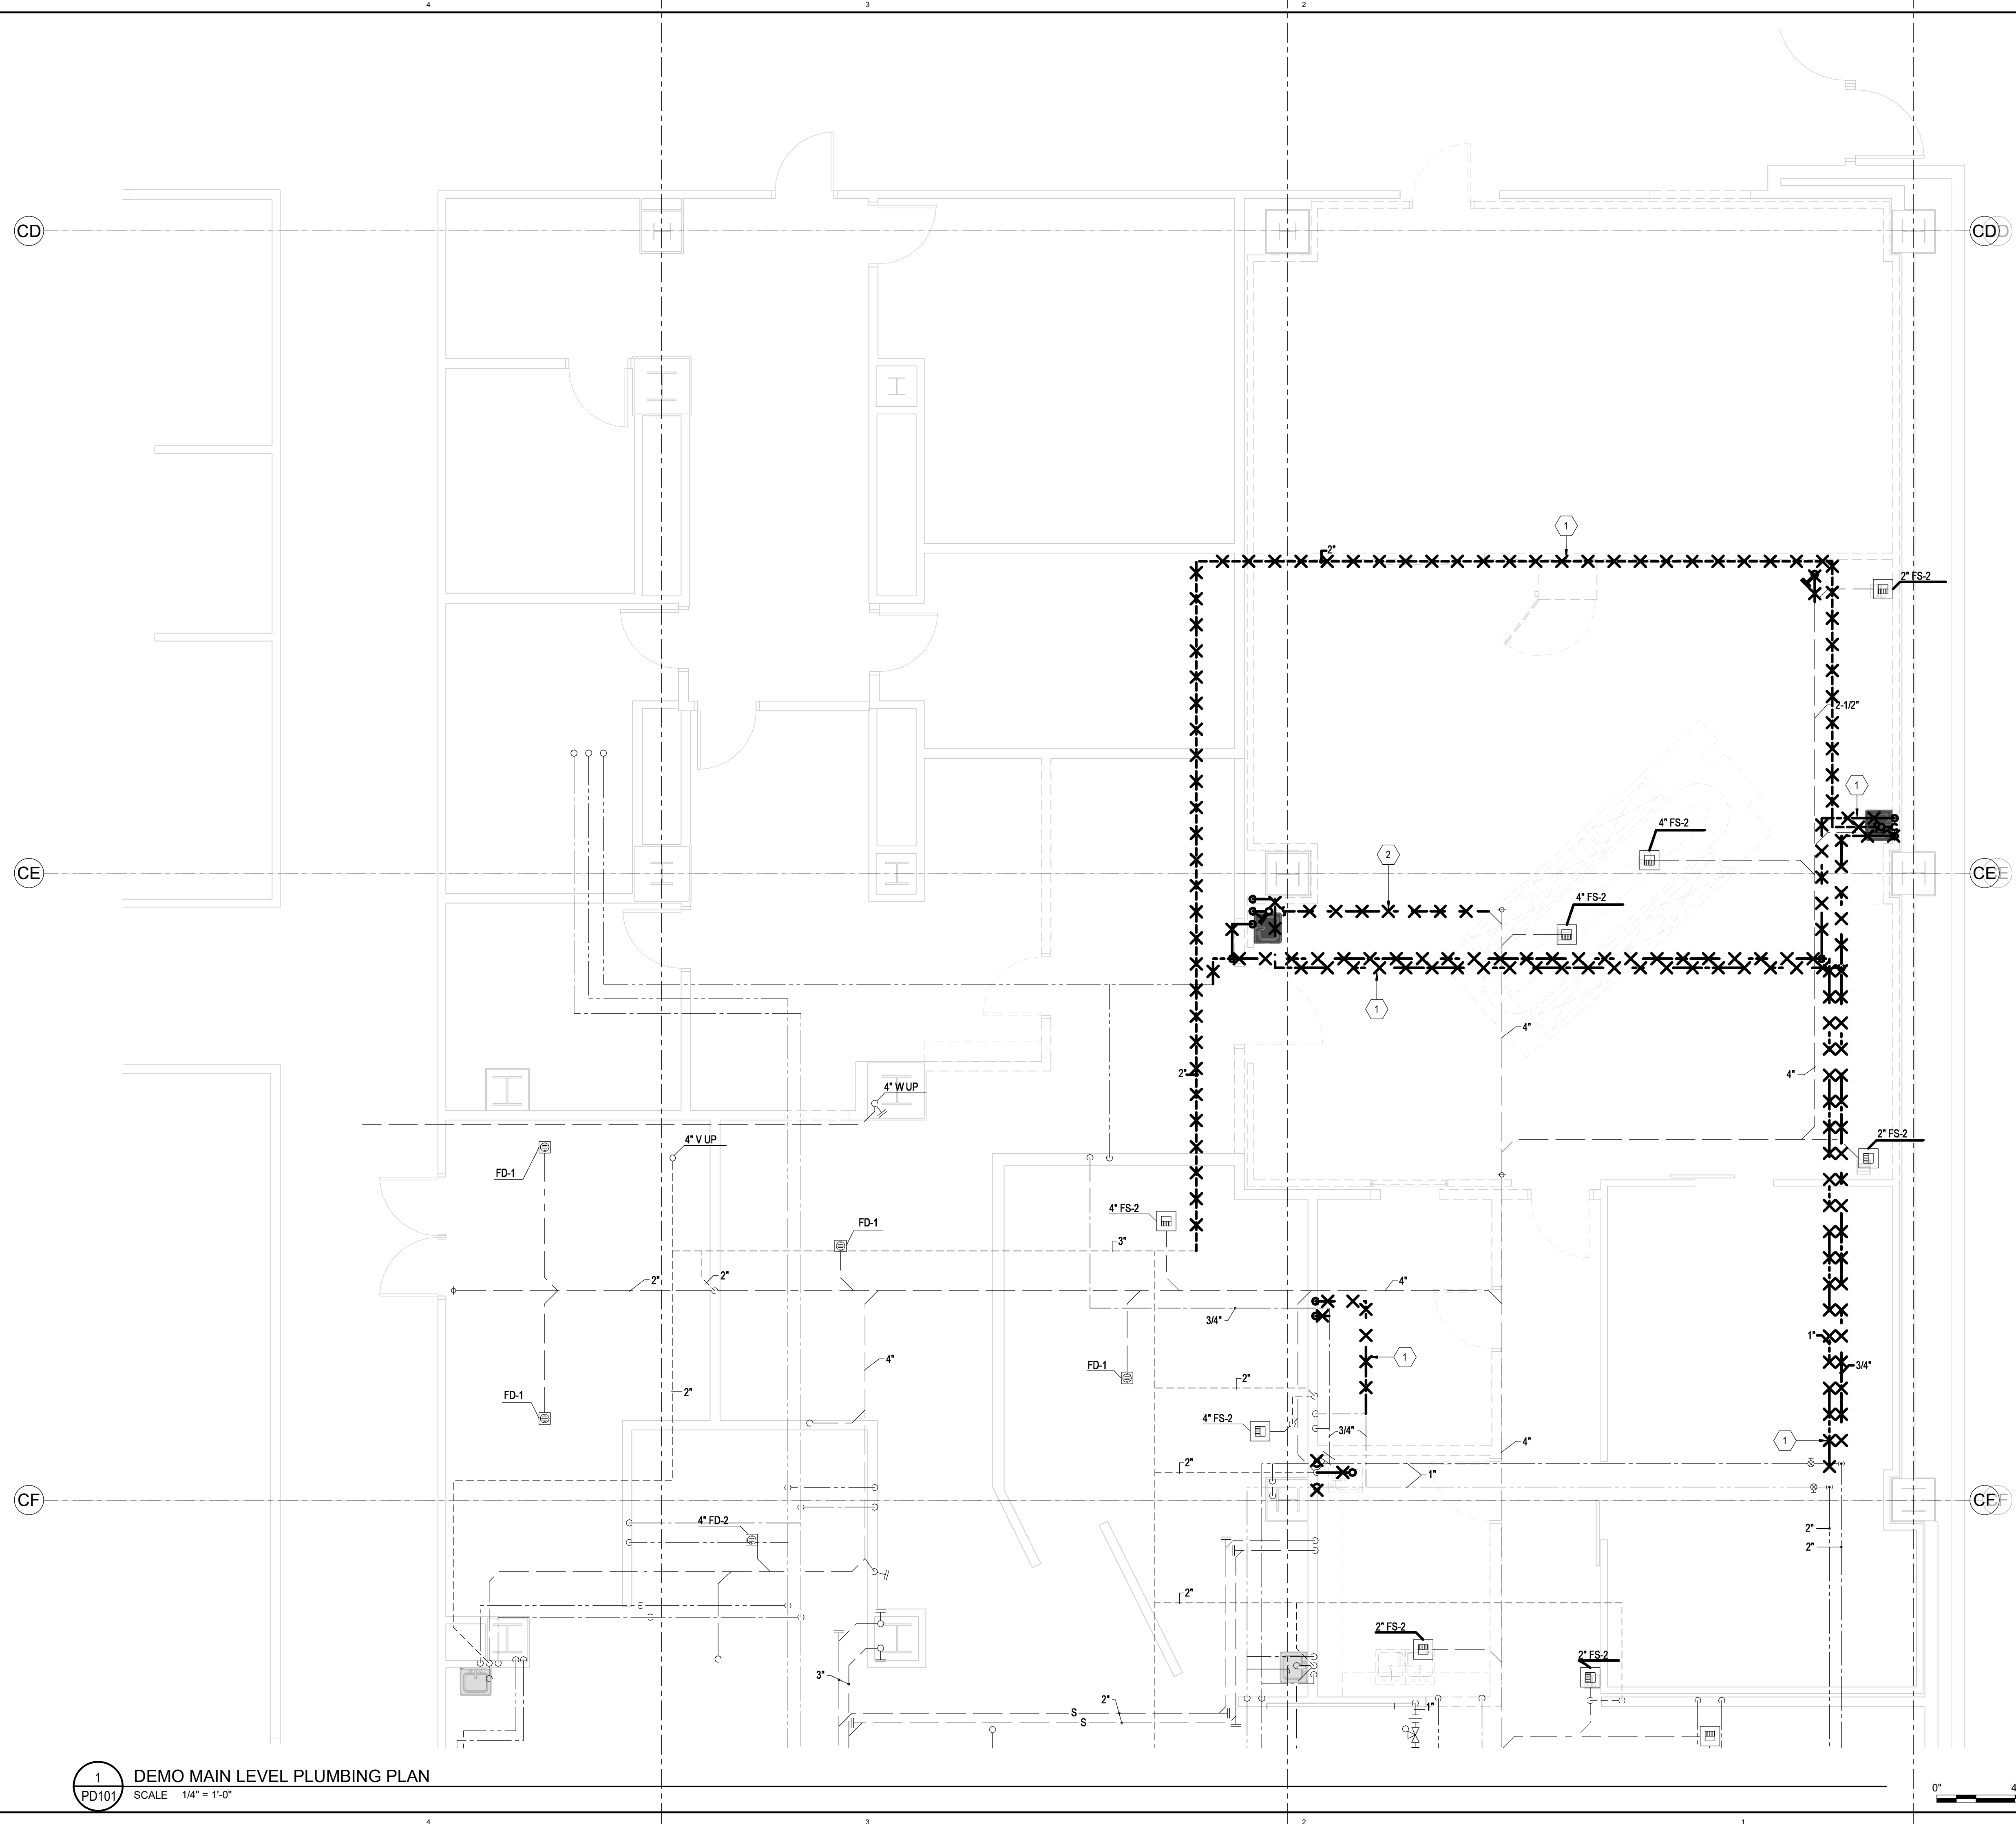 4 3 2
CD CD D
1
2"
2" FS-2
2-1/2"
1
4" FS-2
2
CE CE E
4" FS-2
1
4"
2"
4"
4" W UP
4" V UP
2" FS-2
FD-1
4" FS-2
FD-1
3"
2" 2" 4"
3/4"
1"
4" 1
FD-1 3/4"
2" 2"
FD-1
4" FS-2
3/4" 4" 1
2" 1"
CF CF F
4" FD-2
2"
2"
2"
2" FS-2
2" FS-2
3"
2" 1"
S
S
1 DEMO MAIN LEVEL PLUMBING PLAN
PD101 SCALE 1/4" = 1'-0"
0" 4
4 3 2 1